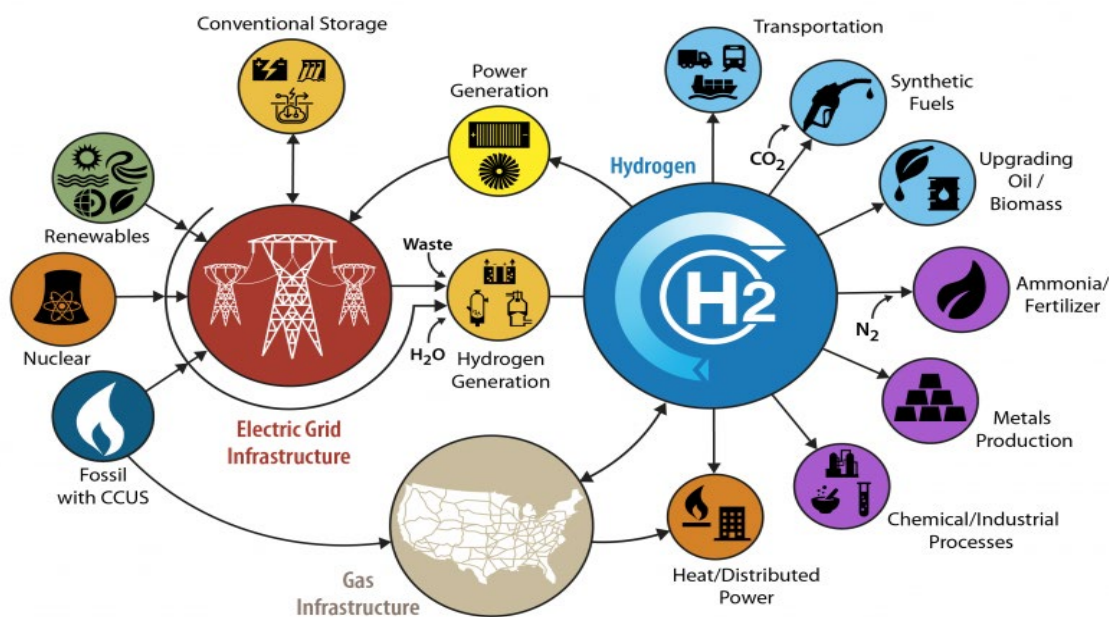 Conventional Storage
Transportation
Power
Generation
Synthetic
Fuels
CO2
Hydrogen
Upgrading
Oil /
Biomass
Renewables
Waste
H2
Ammonia/
Fertilizer
N2
Nuclear
H2O
Hydrogen
Generation
Metals
Production
Electric Grid
Infrastructure
Fossil
with CCUS
Chemical/Industrial
Processes
Gas
Infrastructure
Heat/Distributed
Power